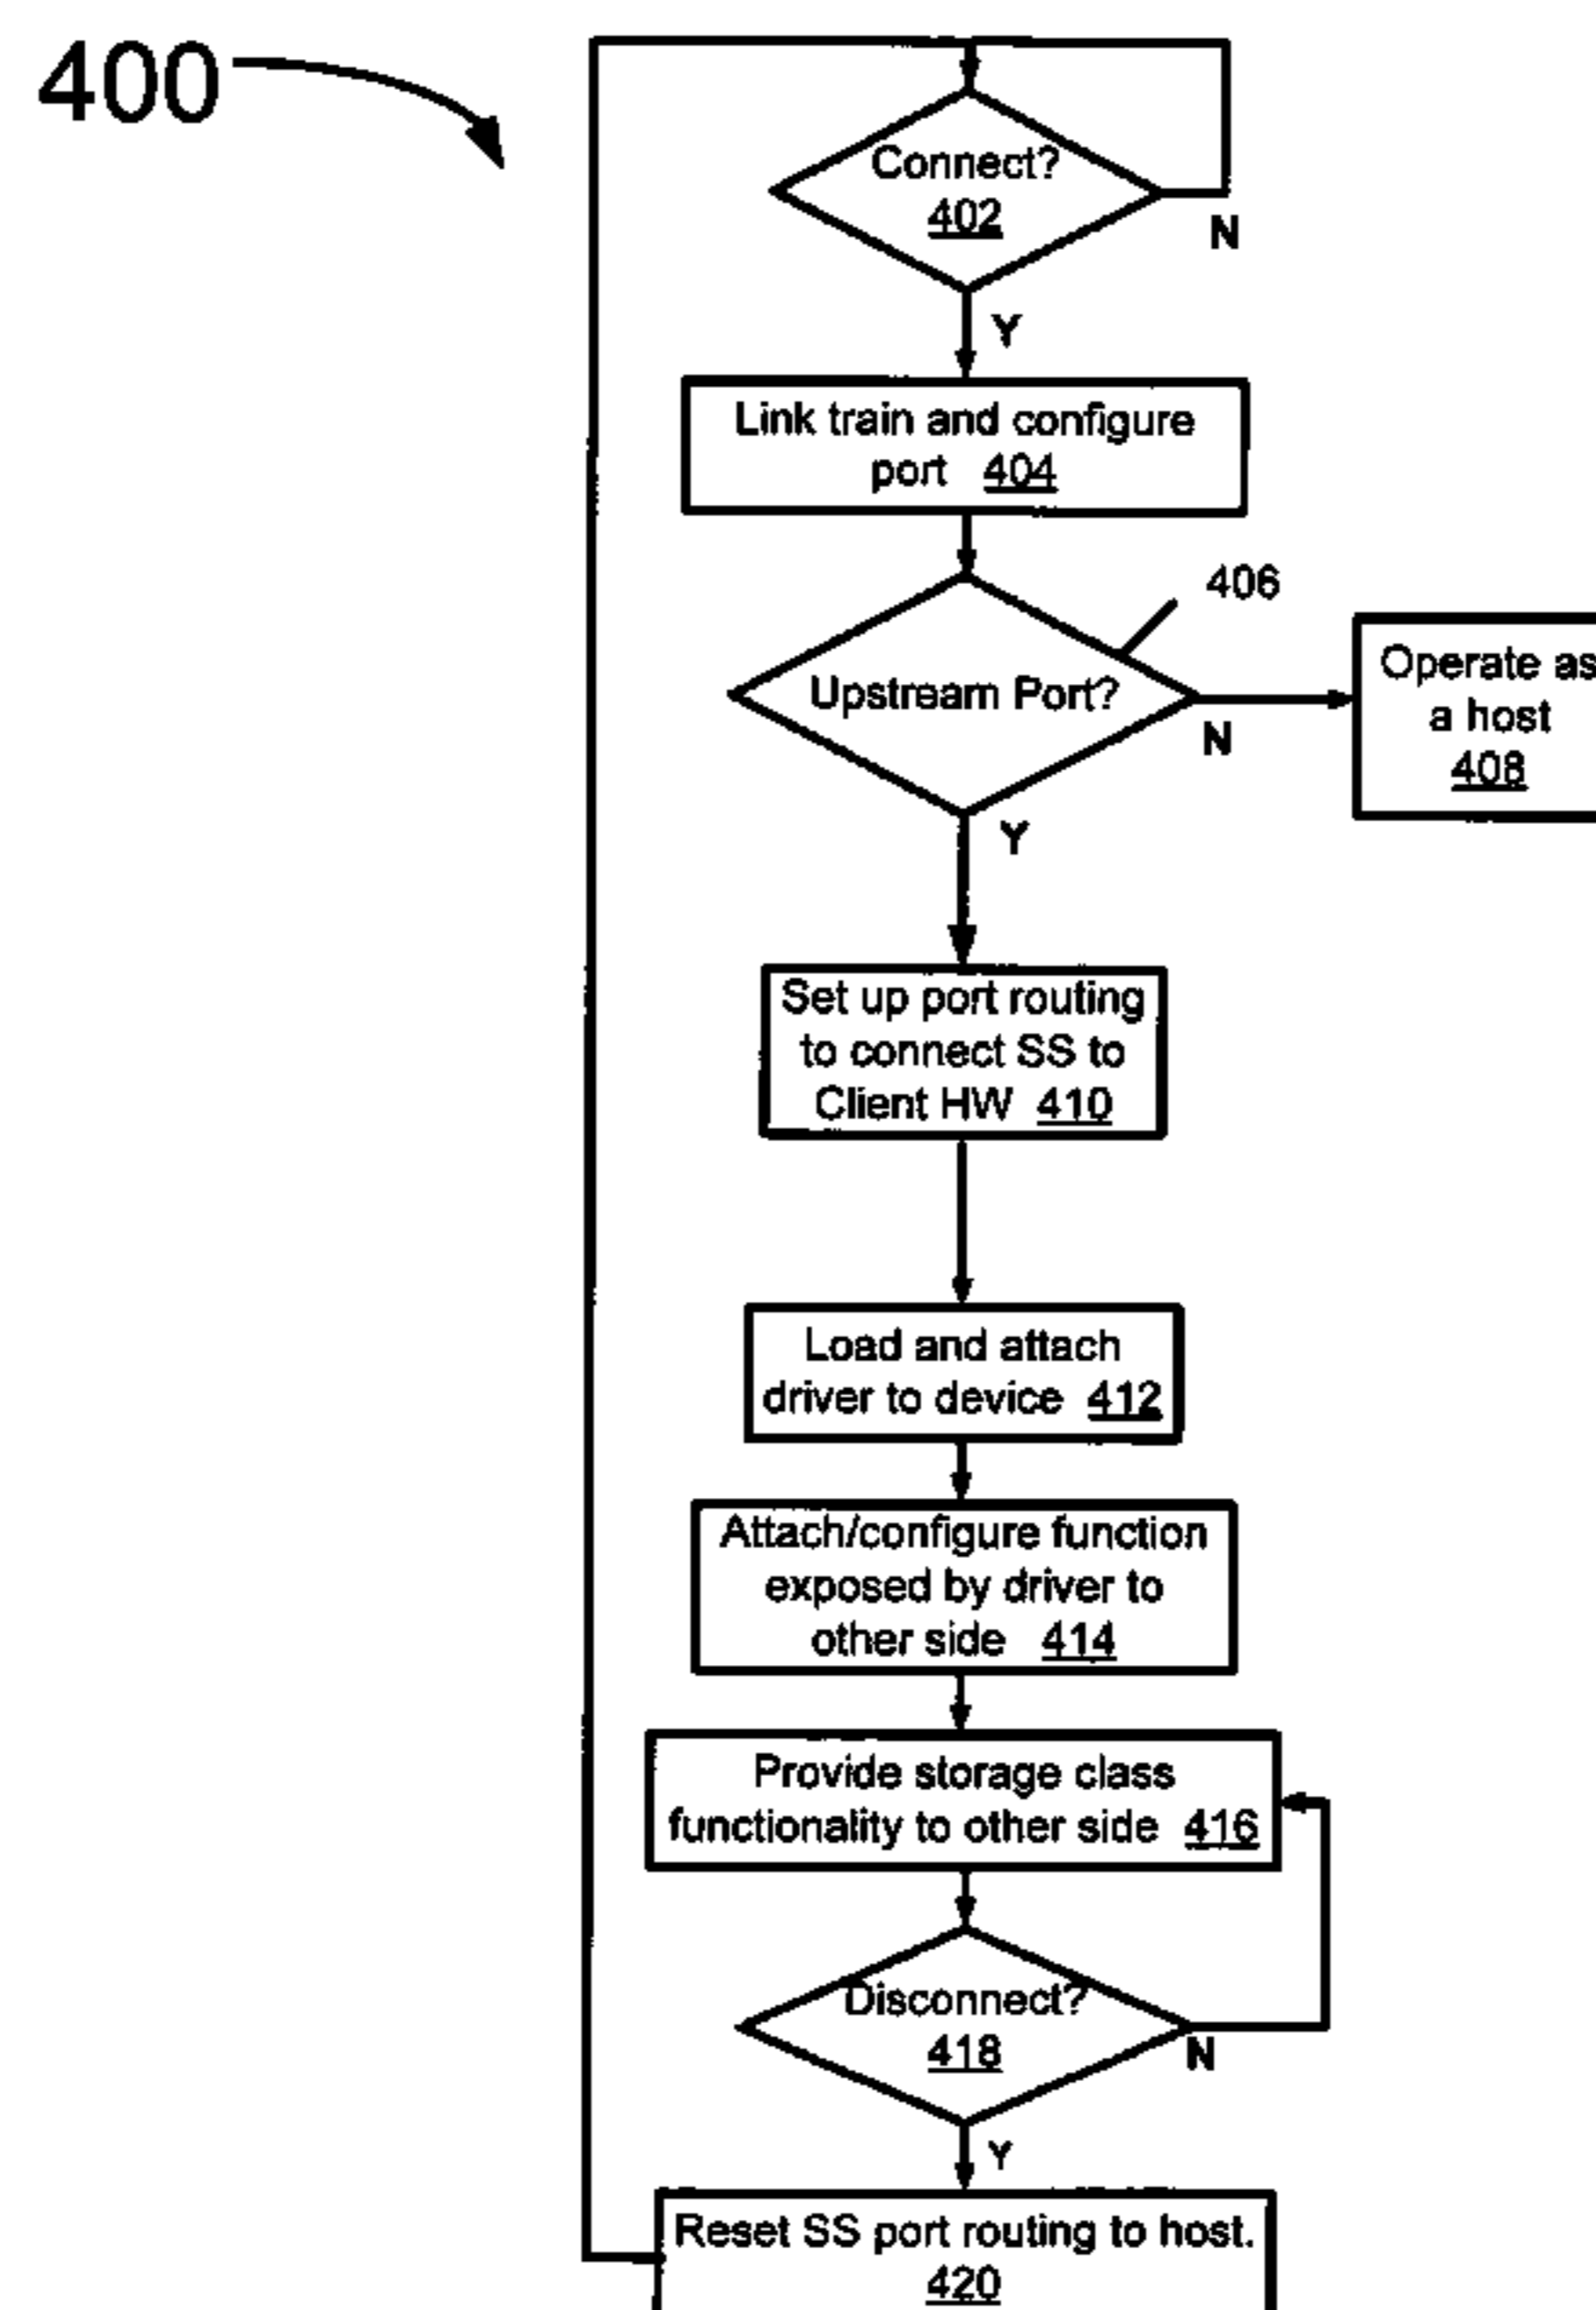 400
Connect?
402
N
Y
Link train and configure
port 404
406
Upstream Port?
N
Operate as
a host
408
Y
Set up port routing
to connect SS to
Client HW 410
Load and attach
driver to device 412
Attach/configure function
exposed by driver to
other side 414
Provide storage class
functionality to other side 416
Disconnect?
418
N
Y
Reset SS port routing to host.
420